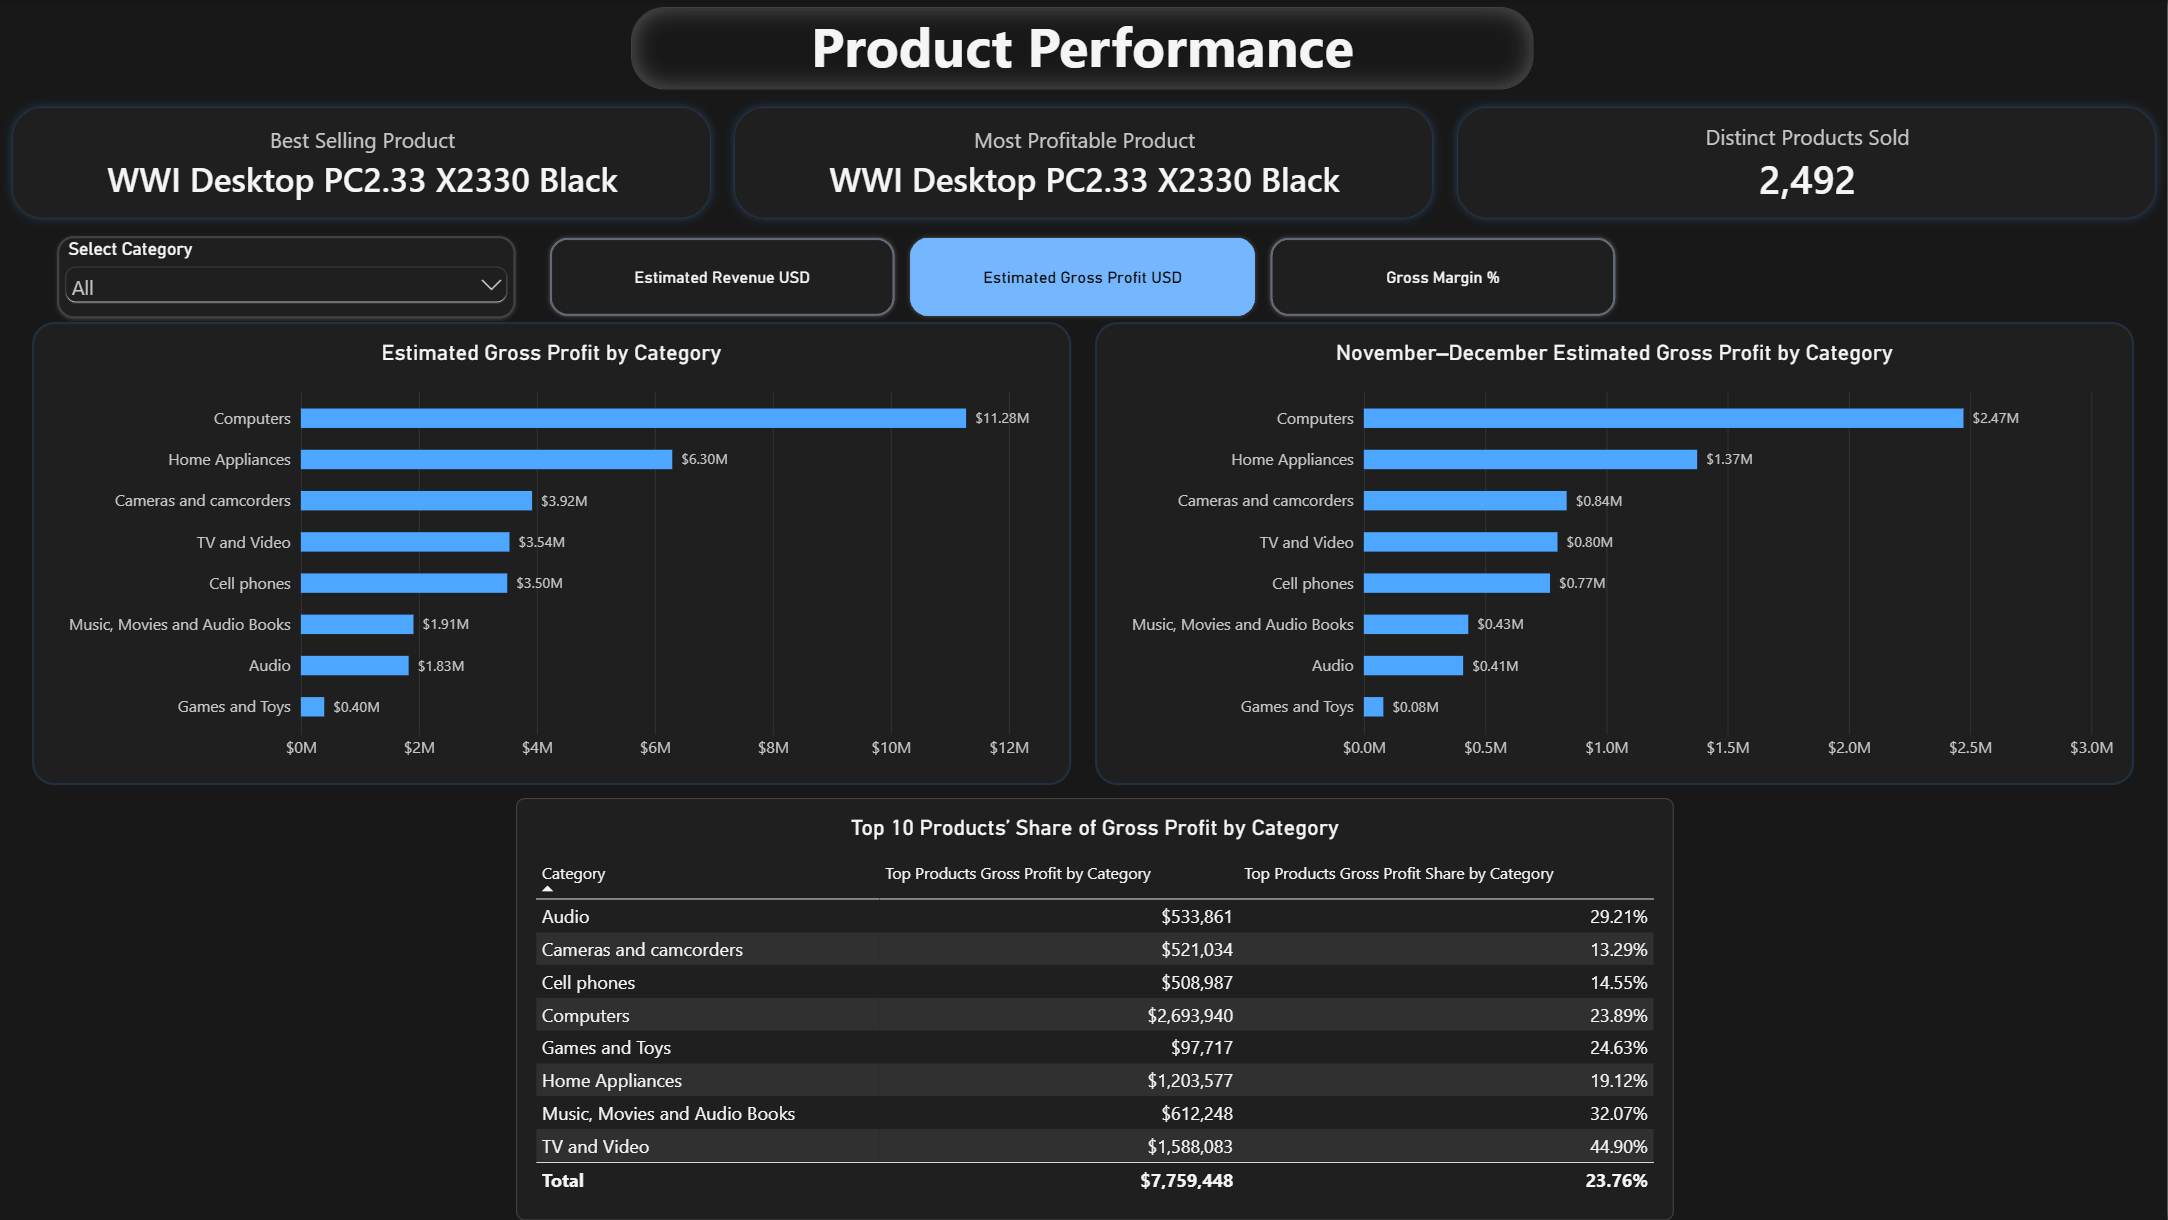 Product Performance
Best Selling Product
WWI Desktop PC2.33 X2330 Black
Most Profitable Product
WWI Desktop PC2.33 X2330 Black
Distinct Products Sold
2,492
Select Category
All
Estimated Revenue USD
Estimated Gross Profit USD
Gross Margin %
Estimated Gross Profit by Category
Computers $11.28M
Home Appliances $6.30M
Cameras and camcorders $3.92M
TV and Video $3.54M
Cell phones $3.50M
Music, Movies and Audio Books $1.91M
Audio $1.83M
Games and Toys $0.40M
$0M $2M $4M $6M $8M $10M $12M
November–December Estimated Gross Profit by Category
Computers $2.47M
Home Appliances $1.37M
Cameras and camcorders $0.84M
TV and Video $0.80M
Cell phones $0.77M
Music, Movies and Audio Books $0.43M
Audio $0.41M
Games and Toys $0.08M
$0.0M $0.5M $1.0M $1.5M $2.0M $2.5M $3.0M
Top 10 Products’ Share of Gross Profit by Category
Category Top Products Gross Profit by Category Top Products Gross Profit Share by Category
Audio $533,861 29.21%
Cameras and camcorders $521,034 13.29%
Cell phones $508,987 14.55%
Computers $2,693,940 23.89%
Games and Toys $97,717 24.63%
Home Appliances $1,203,577 19.12%
Music, Movies and Audio Books $612,248 32.07%
TV and Video $1,588,083 44.90%
Total $7,759,448 23.76%